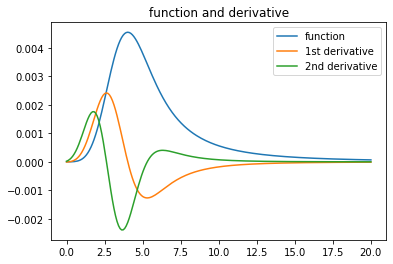 function and derivative
function
1st derivative
2nd derivative
0.004
0.003
0.002
0.001
0.000
−0.001
−0.002
0.0 2.5 5.0 7.5 10.0 12.5 15.0 17.5 20.0